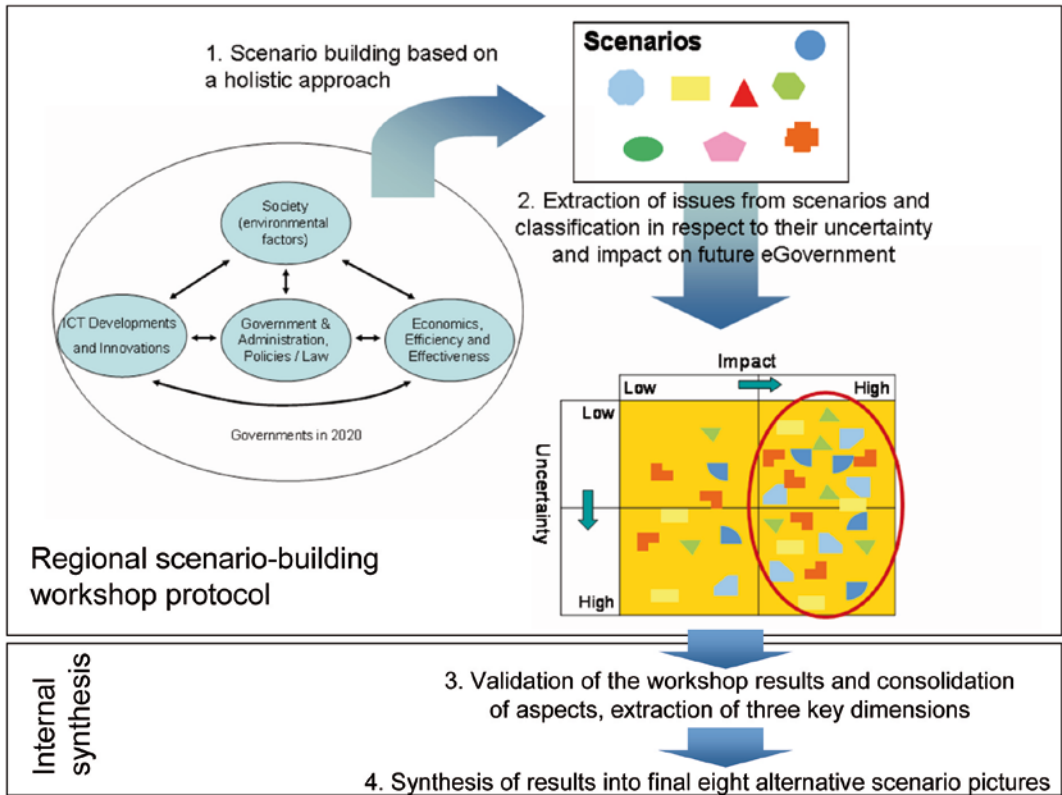 1. Scenario building based on
a holistic approach
Scenarios
Society
(environmental
factors)
ICT Developments
and Innovations
Government &
Administration,
Policies / Law
Economics,
Efficiency and
Effectiveness
Governments in 2020
2. Extraction of issues from scenarios and
classification in respect to their uncertainty
and impact on future eGovernment
Impact
Low
High
Low
Uncertainty
High
Regional scenario-building
workshop protocol
Internal
synthesis
3. Validation of the workshop results and consolidation
of aspects, extraction of three key dimensions
4. Synthesis of results into final eight alternative scenario pictures